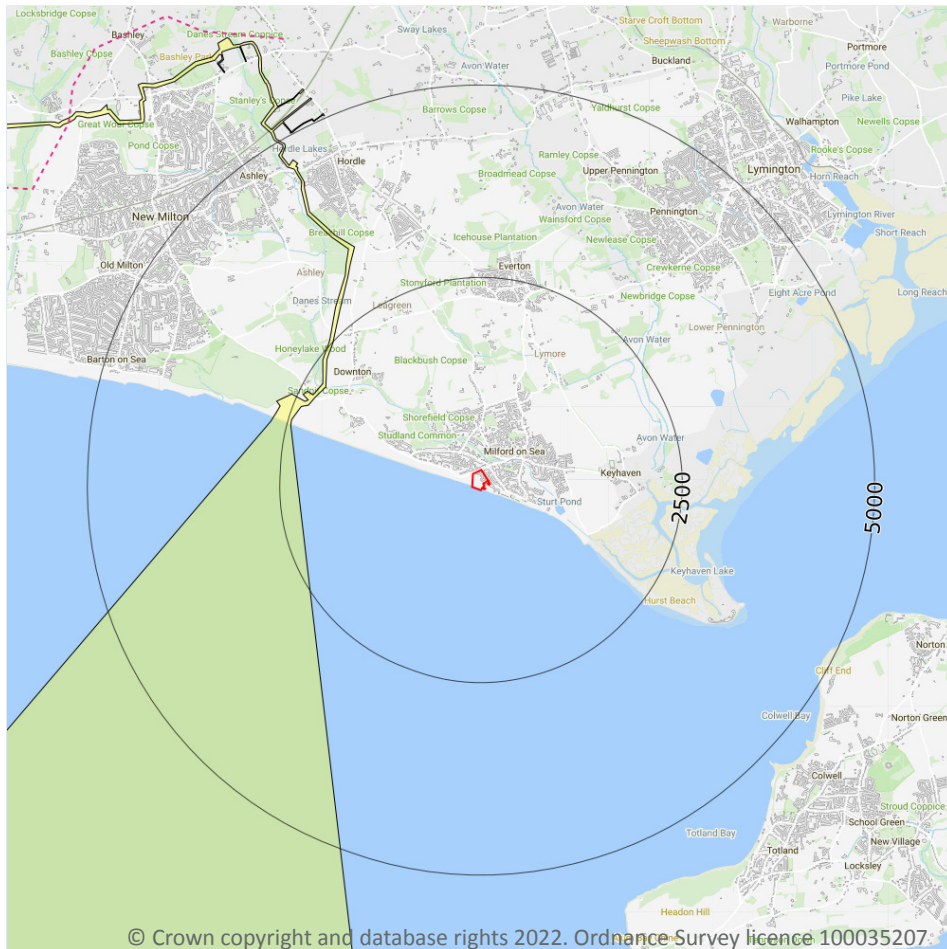 Locksbridge Copse
Bashley
Danes Stream Coppice
Sway Lakes
Starve Croft Bottom
Warborne
Bashley Copse
Bashley Park
Sheepwash Bottom
Portmore
Avon Water
Buckland
Portmore Pond
Stanley's Copse
Barrows Copse
Yaldhurst Copse
Pike Lake
Great Woar Copse
Walhampton
Newells Copse
Pond Copse
Hordle Lakes
Rooke's Copse
Ashley
Hordle
Ramley Copse
Upper Pennington
Lymington
Broadmead Copse
Horn Reach
New Milton
Avon Water
Pennington
Lymington River
Wainsford Copse
Short Reach
Breakhill Copse
Icehouse Plantation
Newlease Copse
Old Milton
Everton
Crewkerne Copse
Ashley
Stonyford Plantation
Eight Acre Pond
Long Reach
Danes Stream
Newbridge Copse
Leagreen
Lower Pennington
Honeylake Wood
Avon Water
Barton on Sea
Blackbush Copse
Lymore
Downton
Shorefield Copse
Studland Common
Avon Water
Milford on Sea
Keyhaven
2500
5000
Sturt Pond
Keyhaven Lake
Hurst Beach
Norton
Cliff End
Colwell Bay
Norton Green
Colwell
Stroud Coppice
School Green
Totland Bay
New Village
Totland
Locksley
Headon Hill
© Crown copyright and database rights 2022. Ordnance Survey licence 100035207.